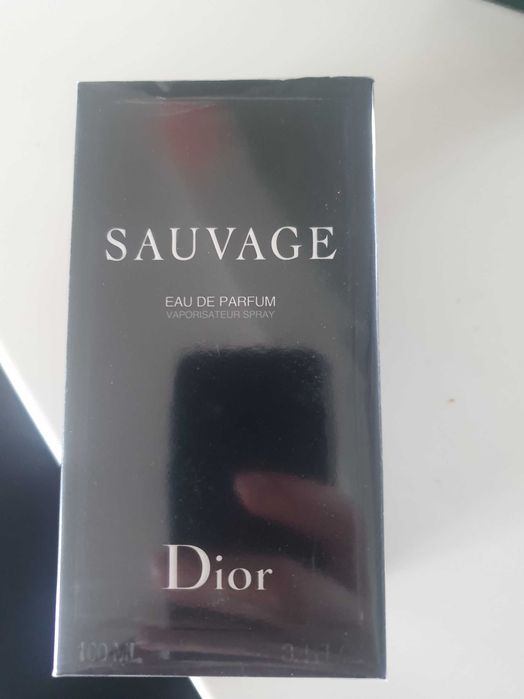 SAUVAGE
EAU DE PARFUM
VAPORISATEUR SPRAY
Dior
100 ML